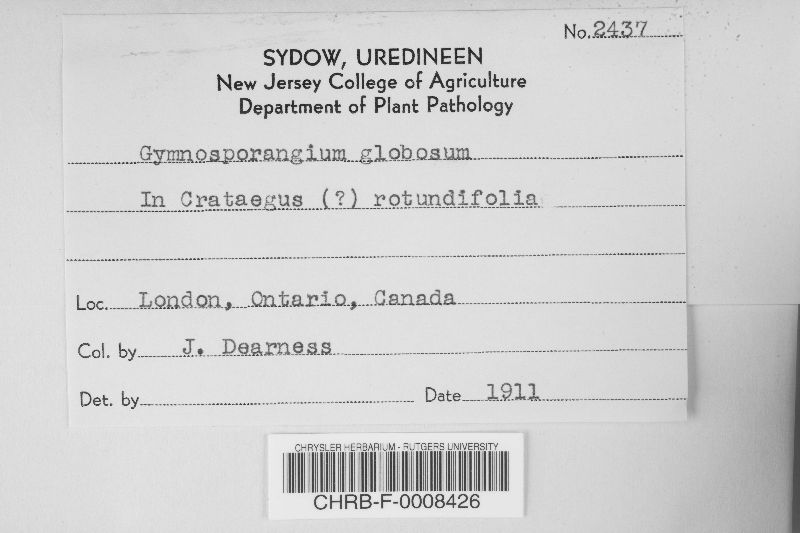 No. 2437
SYDOW, UREDINEEN
New Jersey College of Agriculture
Department of Plant Pathology
Gymnosporangium globosum
In Crataegus (?) rotundifolia
Loc. London, Ontario, Canada
Col. by J. Dearness
Det. by Date 1911
CHRYSLER HERBARIUM - RUTGERS UNIVERSITY
CHRB-F-0008426